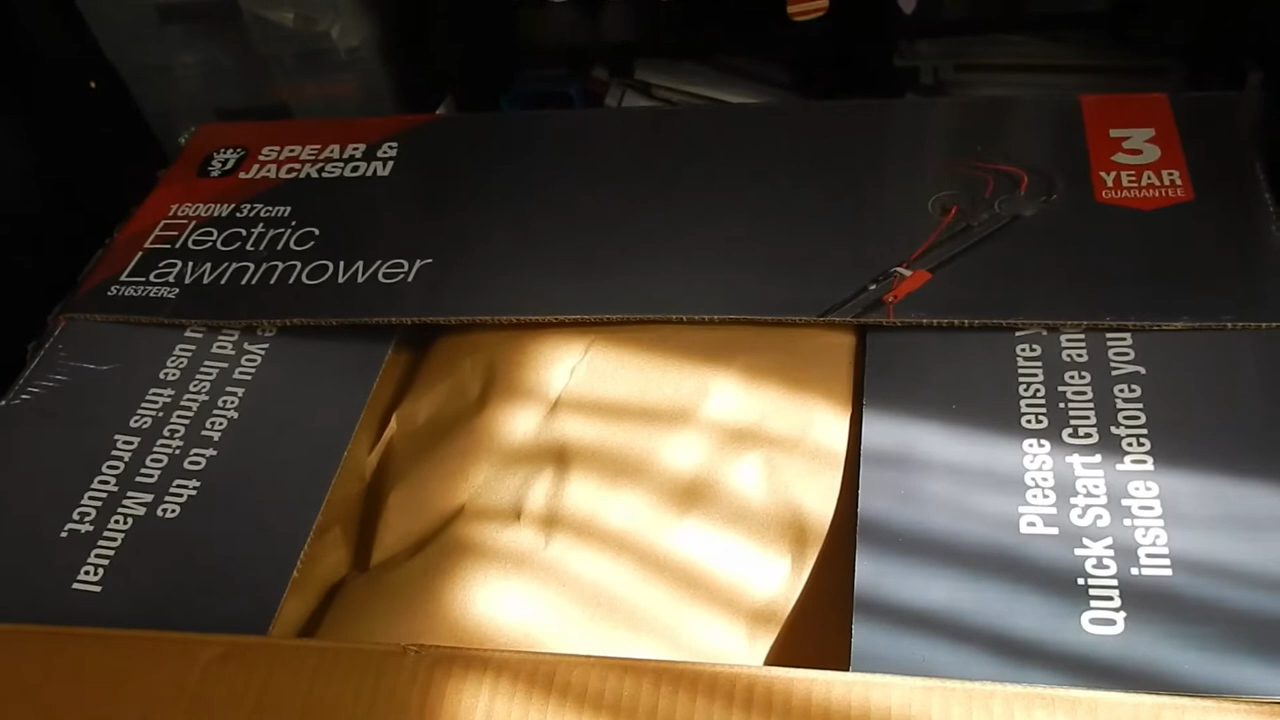 SPEAR &
JACKSON
1600W 37cm
Electric
Lawnmower
S1637ER2
3
YEAR
GUARANTEE
you refer to the
nd Instruction Manual
use this product.
Please ensure
Quick Start Guide and
inside before you